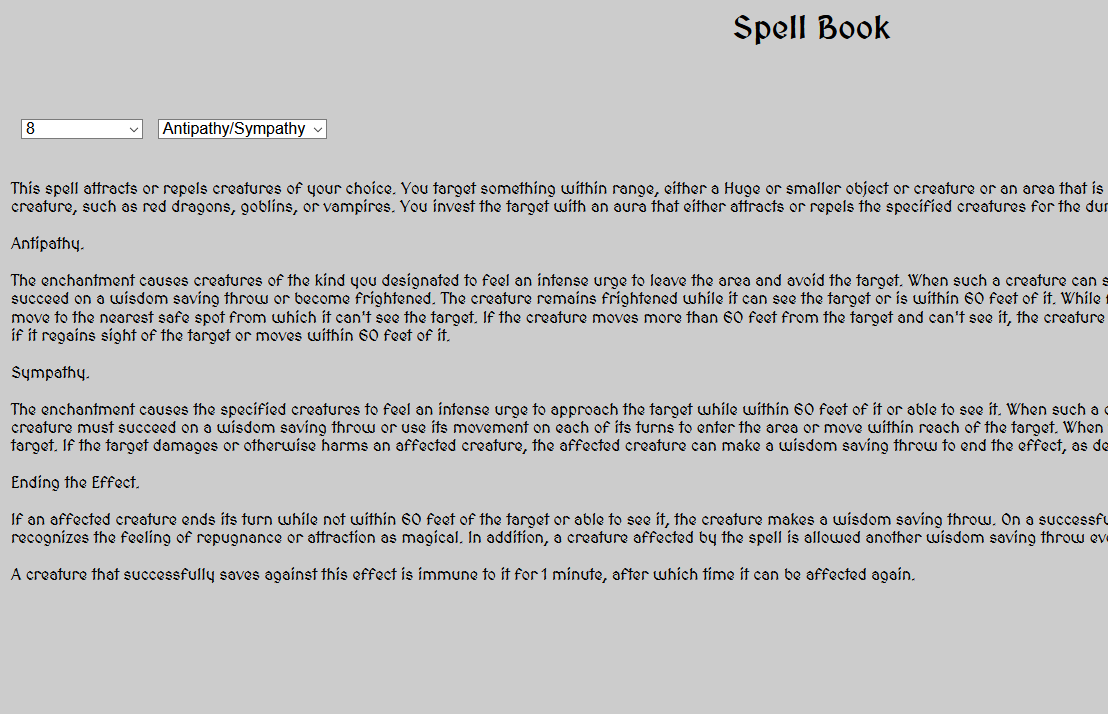 Spell Book
8 Antipathy/Sympathy
This spell attracts or repels creatures of your choice. You target something within range, either a Huge or smaller object or creature or an area that is
creature, such as red dragons, goblins, or vampires. You invest the target with an aura that either attracts or repels the specified creatures for the dur
Antipathy.
The enchantment causes creatures of the kind you designated to feel an intense urge to leave the area and avoid the target. When such a creature can s
succeed on a wisdom saving throw or become frightened. The creature remains frightened while it can see the target or is within 60 feet of it. While
move to the nearest safe spot from which it can't see the target. If the creature moves more than 60 feet from the target and can't see it, the creature
if it regains sight of the target or moves within 60 feet of it.
Sympathy.
The enchantment causes the specified creatures to feel an intense urge to approach the target while within 60 feet of it or able to see it. When such a
creature must succeed on a wisdom saving throw or use its movement on each of its turns to enter the area or move within reach of the target. When
target. If the target damages or otherwise harms an affected creature, the affected creature can make a wisdom saving throw to end the effect, as de
Ending the Effect.
If an affected creature ends its turn while not within 60 feet of the target or able to see it, the creature makes a wisdom saving throw. On a successfu
recognizes the feeling of repugnance or attraction as magical. In addition, a creature affected by the spell is allowed another wisdom saving throw ev
A creature that successfully saves against this effect is immune to it for 1 minute, after which time it can be affected again.